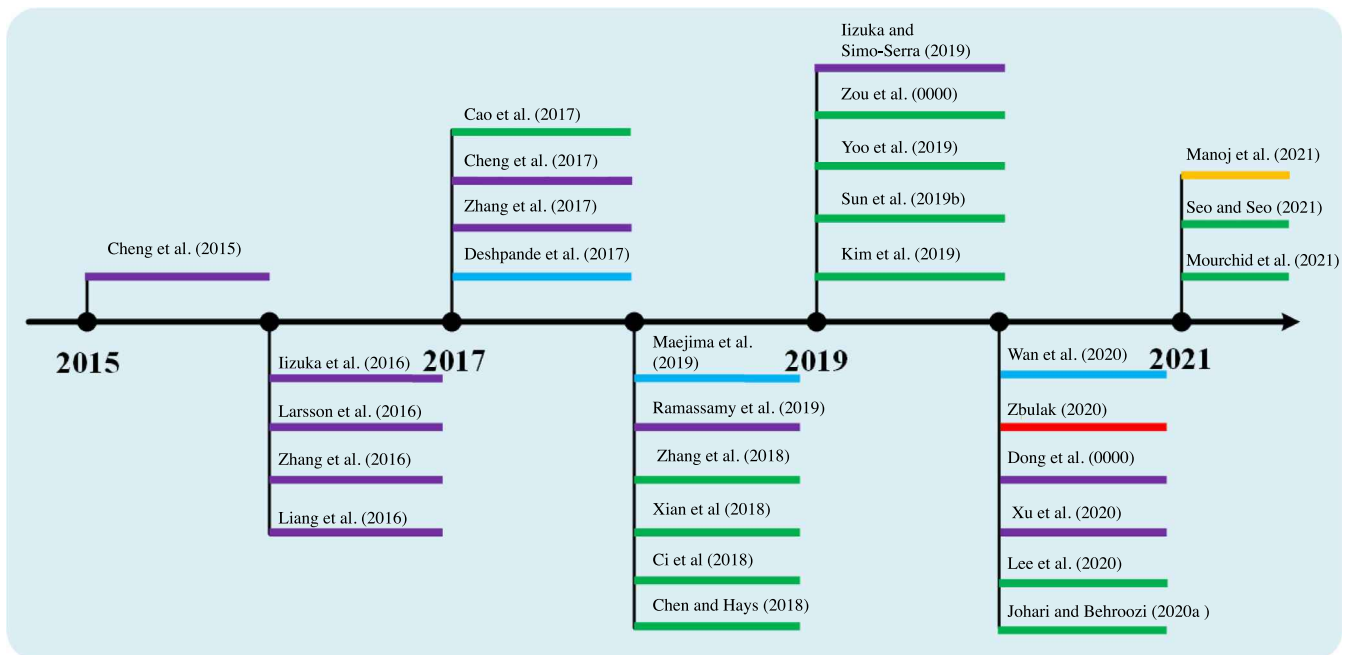 Cheng et al. (2015)
2015
Iizuka et al. (2016)
Larsson et al. (2016)
Zhang et al. (2016)
Liang et al. (2016)
Cao et al. (2017)
Cheng et al. (2017)
Zhang et al. (2017)
Deshpande et al. (2017)
2017
Maejima et al.
(2019)
Ramassamy et al. (2019)
Zhang et al. (2018)
Xian et al (2018)
Ci et al (2018)
Chen and Hays (2018)
Iizuka and
Simo-Serra (2019)
Zou et al. (0000)
Yoo et al. (2019)
Sun et al. (2019b)
Kim et al. (2019)
2019
Wan et al. (2020)
Zbulak (2020)
Dong et al. (0000)
Xu et al. (2020)
Lee et al. (2020)
Johari and Behroozi (2020a )
Manoj et al. (2021)
Seo and Seo (2021)
Mourchid et al. (2021)
2021